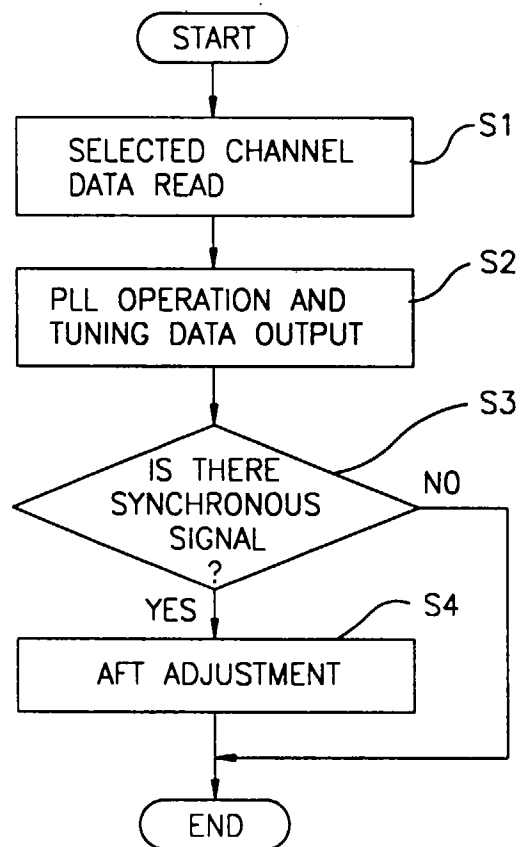 START
SELECTED CHANNEL
DATA READ
S1
PLL OPERATION AND
TUNING DATA OUTPUT
S2
IS THERE
SYNCHRONOUS
SIGNAL
?
S3
NO
YES
AFT ADJUSTMENT
S4
END